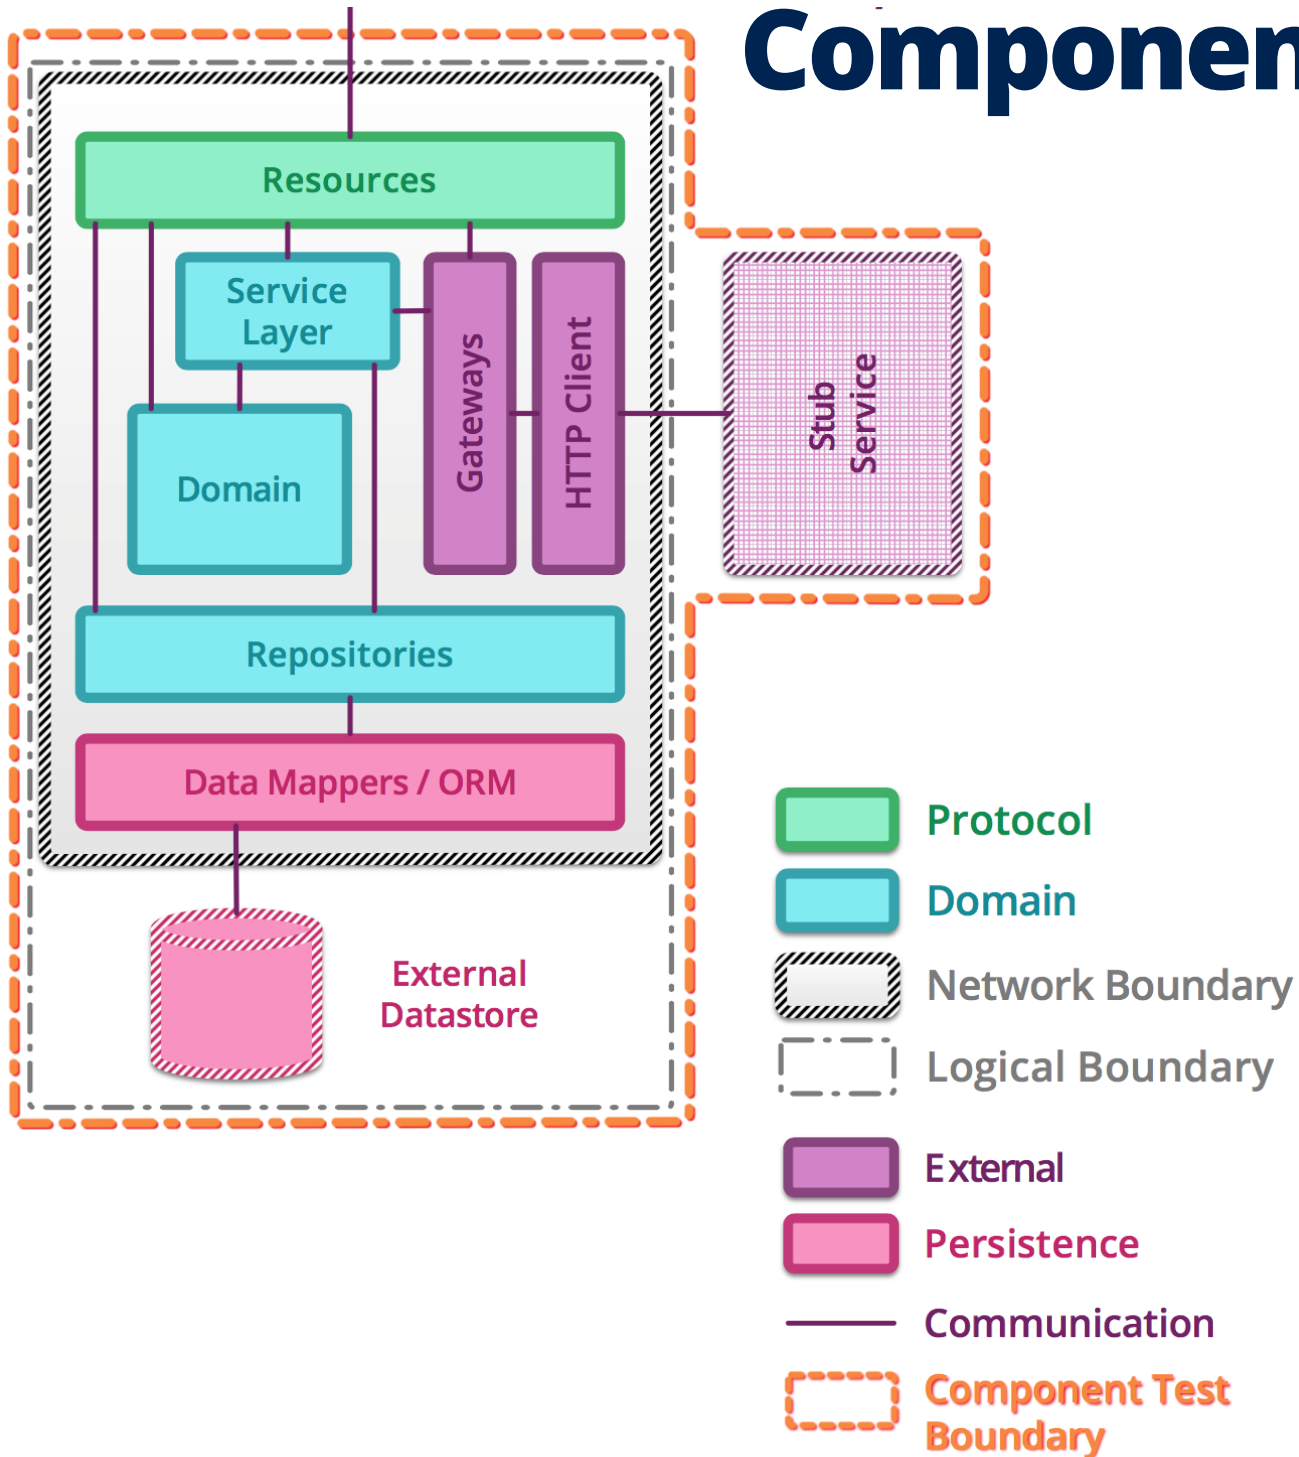 Componen
Resources
Service
Layer
Gateways
HTTP Client
Stub
Service
Domain
Repositories
Data Mappers / ORM
External
Datastore
Protocol
Domain
Network Boundary
Logical Boundary
External
Persistence
Communication
Component Test
Boundary